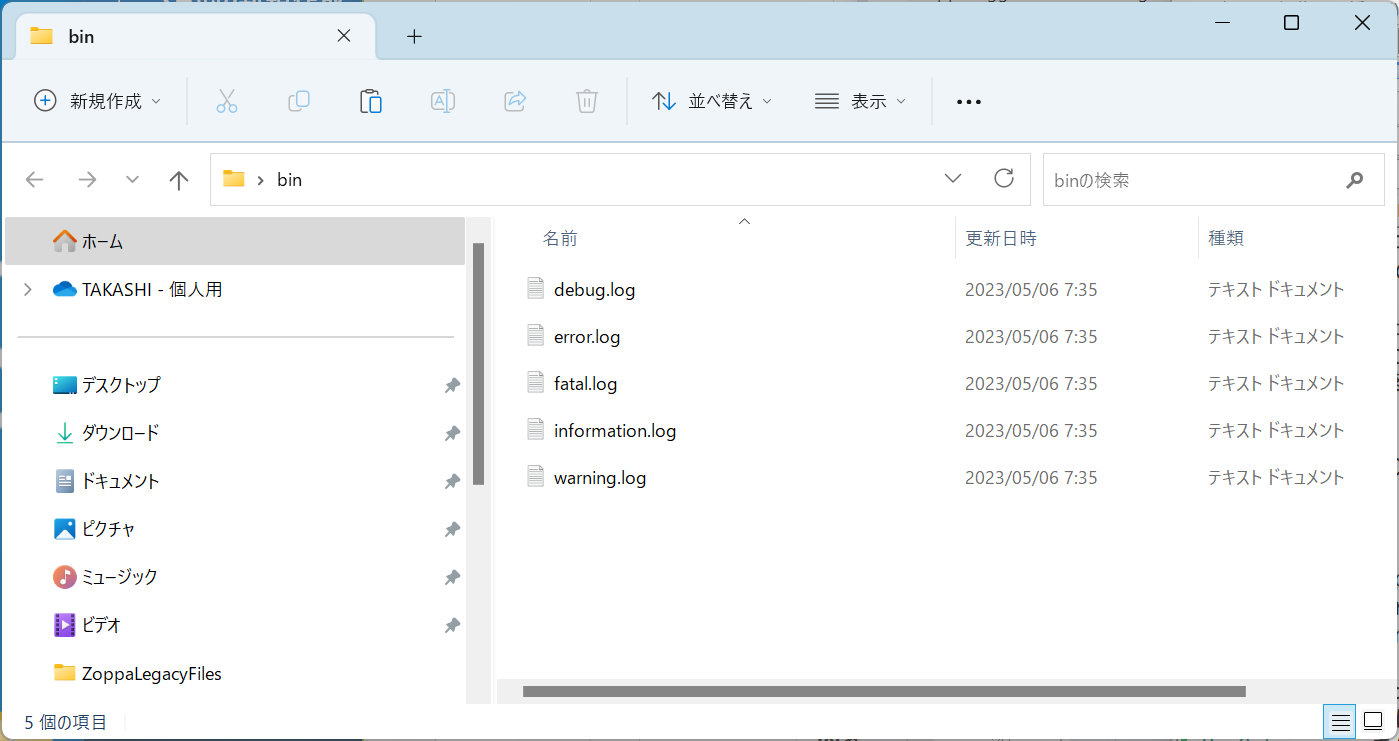 bin
新規作成
並べ替え
表示
bin
binの検索
ホーム
TAKASHI - 個人用
デスクトップ
ダウンロード
ドキュメント
ピクチャ
ミュージック
ビデオ
ZoppaLegacyFiles
名前 更新日時 種類
debug.log 2023/05/06 7:35 テキスト ドキュメント
error.log 2023/05/06 7:35 テキスト ドキュメント
fatal.log 2023/05/06 7:35 テキスト ドキュメント
information.log 2023/05/06 7:35 テキスト ドキュメント
warning.log 2023/05/06 7:35 テキスト ドキュメント
5 個の項目